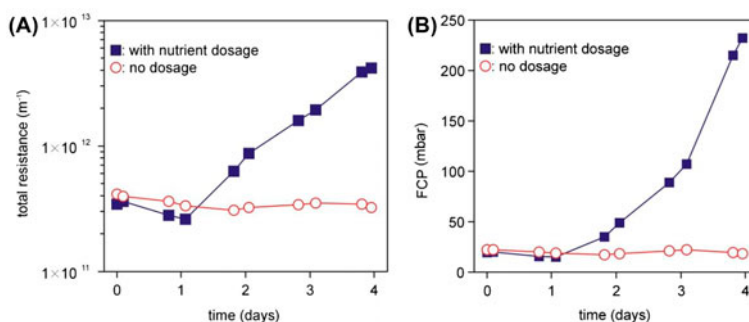 (A)
1×10 13
■: with nutrient dosage
○: no dosage
1×10 12
1×10 11
total resistance (m-1)
0 1 2 3 4
time (days)
(B)
250
■: with nutrient dosage
○: no dosage
200
150
100
50
0
FCP (mbar)
0 1 2 3 4
time (days)